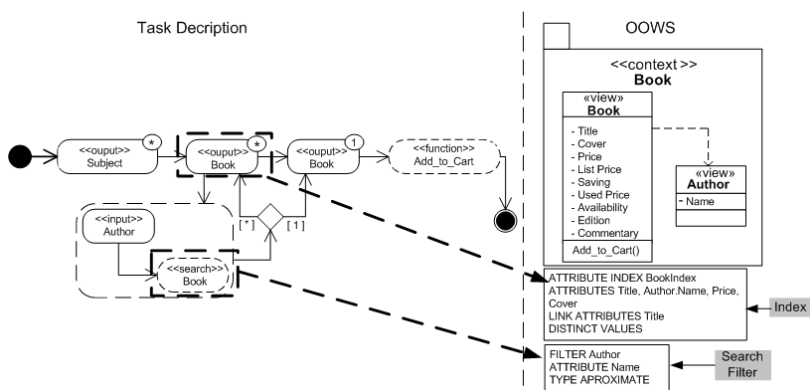 Task Decription
OOWS
<<context >>
Book
«view»
Book
- Title
- Cover
- Price
- List Price
- Saving
- Used Price
- Availability
- Edition
- Commentary
Add_to_Cart()
«view»
Author
- Name
<<ouput>>
Subject
*
<<ouput>>
Book
*
<<ouput>>
Book
1
<<function>>
Add_to_Cart
<<input>>
Author
[ * ]
[ 1 ]
<<search>>
Book
ATTRIBUTE INDEX BookIndex
ATTRIBUTES Title, Author.Name, Price,
Cover
LINK ATTRIBUTES Title
DISTINCT VALUES
Index
FILTER Author
ATTRIBUTE Name
TYPE APROXIMATE
Search
Filter